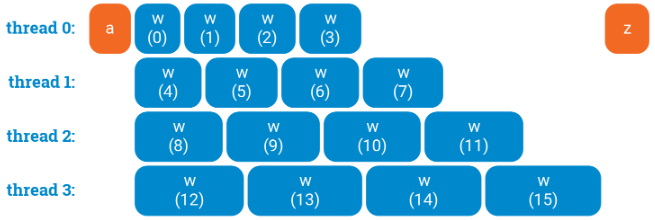 thread 0: a w w w w z
(0) (1) (2) (3)
thread 1: w w w w
(4) (5) (6) (7)
thread 2: w w w w
(8) (9) (10) (11)
thread 3: w w w w
(12) (13) (14) (15)